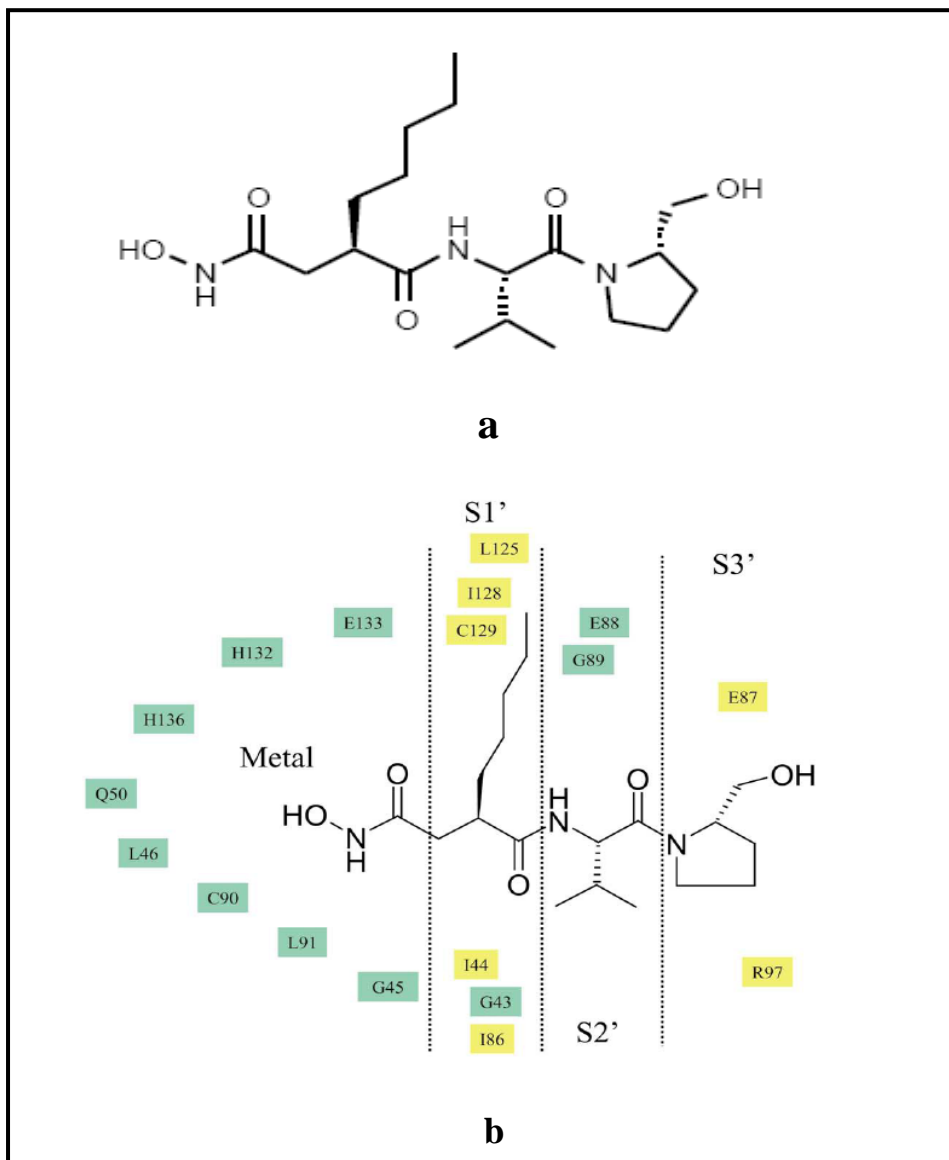 OH
O
O
H
HO
N
N
N
H
O
a
S1’
L125
S3’
I128
E133
C129
E88
H132
G89
E87
H136
Metal
O
H
O
OH
Q50
HO
N
N
N
H
L46
O
C90
L91
I44
R97
G45
G43
S2’
I86
b